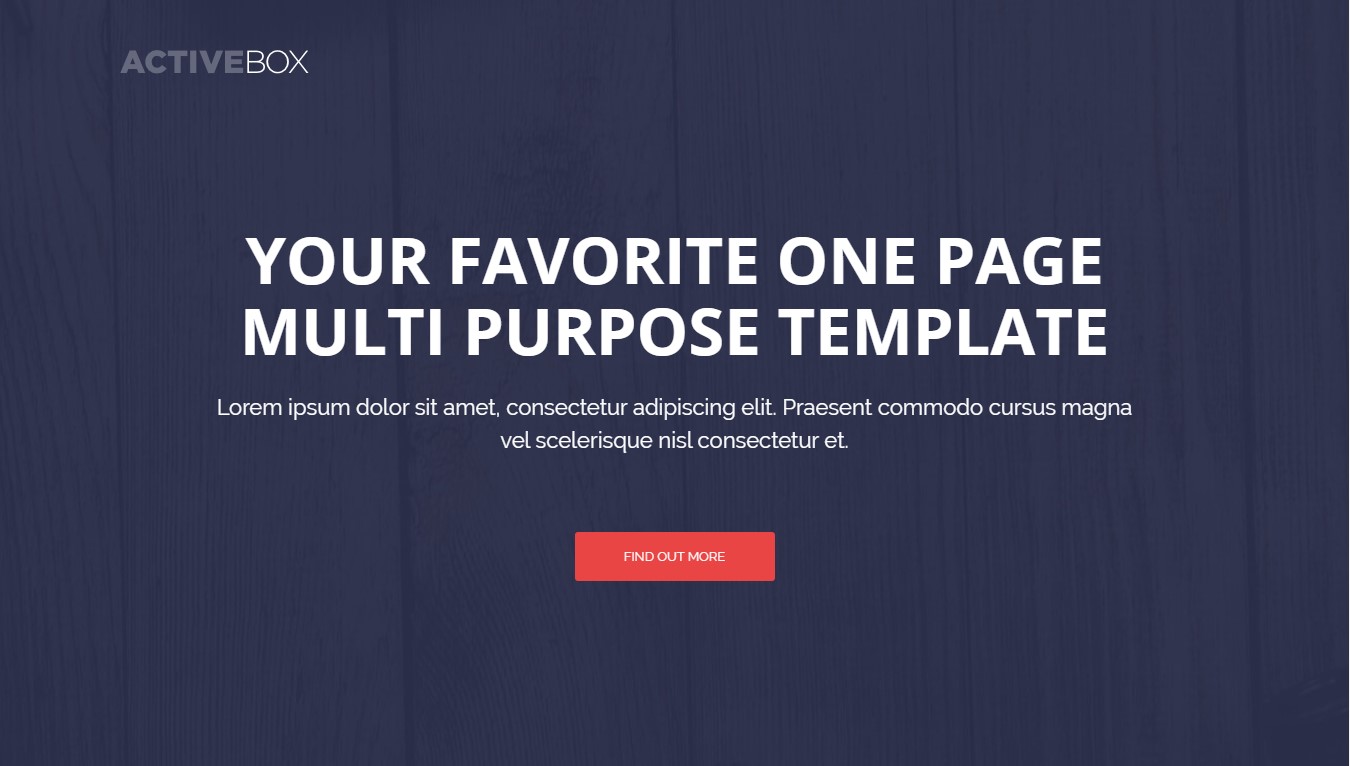 ACTIVEBOX
YOUR FAVORITE ONE PAGE
MULTI PURPOSE TEMPLATE
Lorem ipsum dolor sit amet, consectetur adipiscing elit. Praesent commodo cursus magna
vel scelerisque nisl consectetur et.
FIND OUT MORE